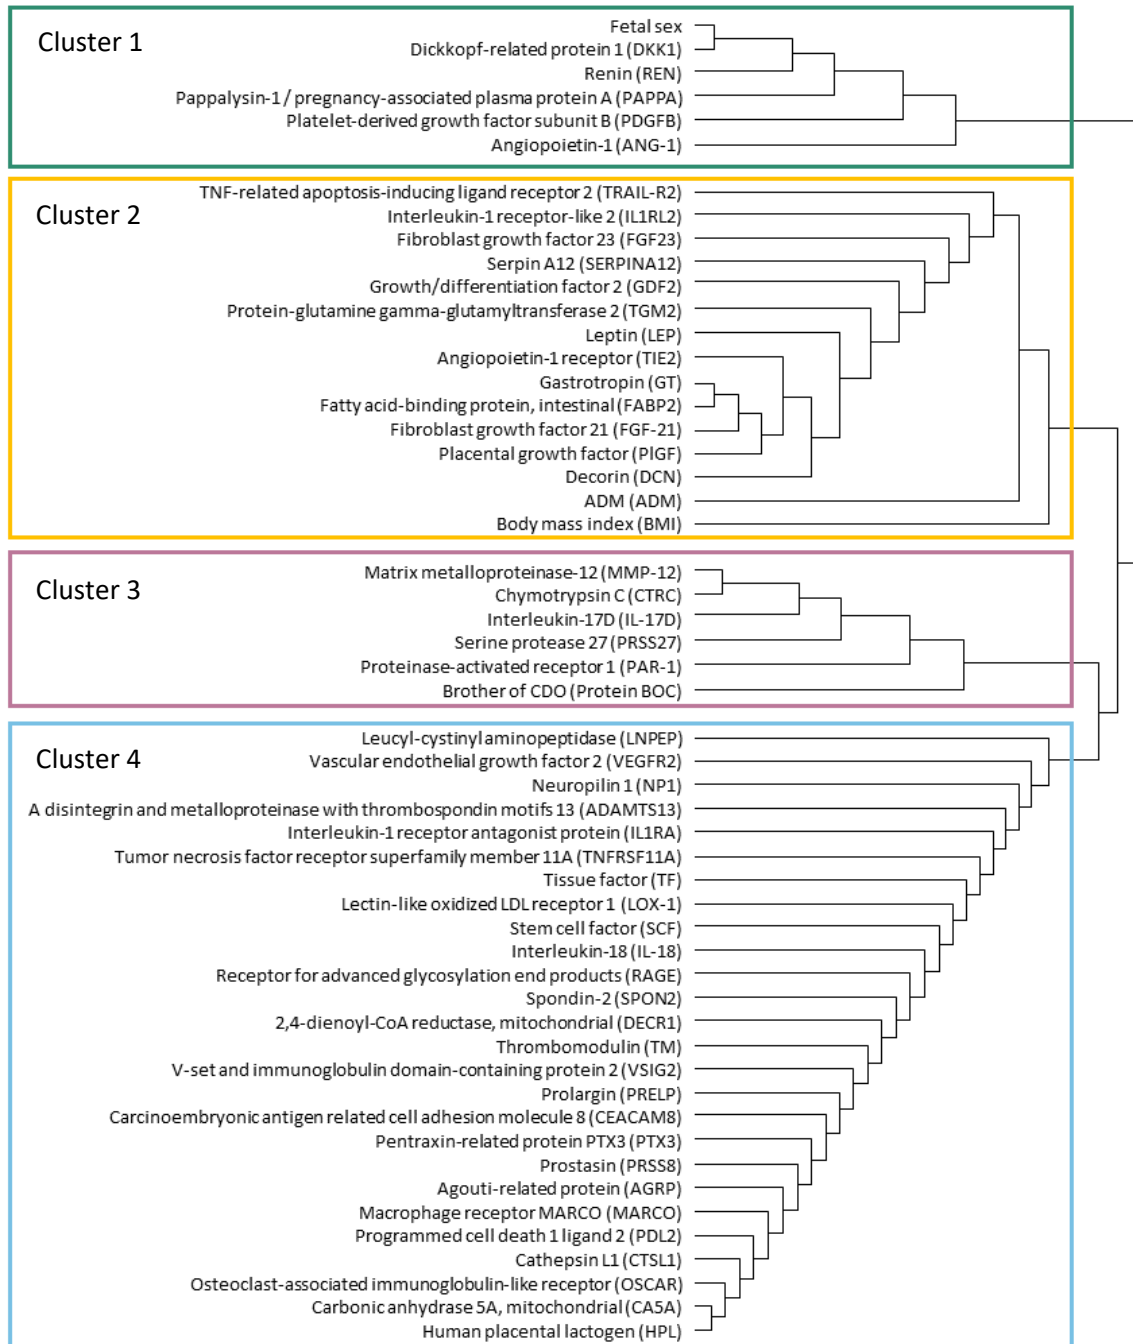 Cluster 1
Fetal sex
Dickkopf-related protein 1 (DKK1)
Renin (REN)
Pappalysin-1 / pregnancy-associated plasma protein A (PAPPA)
Platelet-derived growth factor subunit B (PDGFB)
Angiopoietin-1 (ANG-1)
Cluster 2
TNF-related apoptosis-inducing ligand receptor 2 (TRAIL-R2)
Interleukin-1 receptor-like 2 (IL1RL2)
Fibroblast growth factor 23 (FGF23)
Serpin A12 (SERPINA12)
Growth/differentiation factor 2 (GDF2)
Protein-glutamine gamma-glutamyltransferase 2 (TGM2)
Leptin (LEP)
Angiopoietin-1 receptor (TIE2)
Gastrotropin (GT)
Fatty acid-binding protein, intestinal (FABP2)
Fibroblast growth factor 21 (FGF-21)
Placental growth factor (PlGF)
Decorin (DCN)
ADM (ADM)
Body mass index (BMI)
Cluster 3
Matrix metalloproteinase-12 (MMP-12)
Chymotrypsin C (CTRC)
Interleukin-17D (IL-17D)
Serine protease 27 (PRSS27)
Proteinase-activated receptor 1 (PAR-1)
Brother of CDO (Protein BOC)
Cluster 4
Leucyl-cystinyl aminopeptidase (LNPEP)
Vascular endothelial growth factor 2 (VEGFR2)
Neuropilin 1 (NP1)
A disintegrin and metalloproteinase with thrombospondin motifs 13 (ADAMTS13)
Interleukin-1 receptor antagonist protein (IL1RA)
Tumor necrosis factor receptor superfamily member 11A (TNFRSF11A)
Tissue factor (TF)
Lectin-like oxidized LDL receptor 1 (LOX-1)
Stem cell factor (SCF)
Interleukin-18 (IL-18)
Receptor for advanced glycosylation end products (RAGE)
Spondin-2 (SPON2)
2,4-dienoyl-CoA reductase, mitochondrial (DECR1)
Thrombomodulin (TM)
V-set and immunoglobulin domain-containing protein 2 (VSIG2)
Prolargin (PRELP)
Carcinoembryonic antigen related cell adhesion molecule 8 (CEACAM8)
Pentraxin-related protein PTX3 (PTX3)
Prostasin (PRSS8)
Agouti-related protein (AGRP)
Macrophage receptor MARCO (MARCO)
Programmed cell death 1 ligand 2 (PDL2)
Cathepsin L1 (CTSL1)
Osteoclast-associated immunoglobulin-like receptor (OSCAR)
Carbonic anhydrase 5A, mitochondrial (CA5A)
Human placental lactogen (HPL)